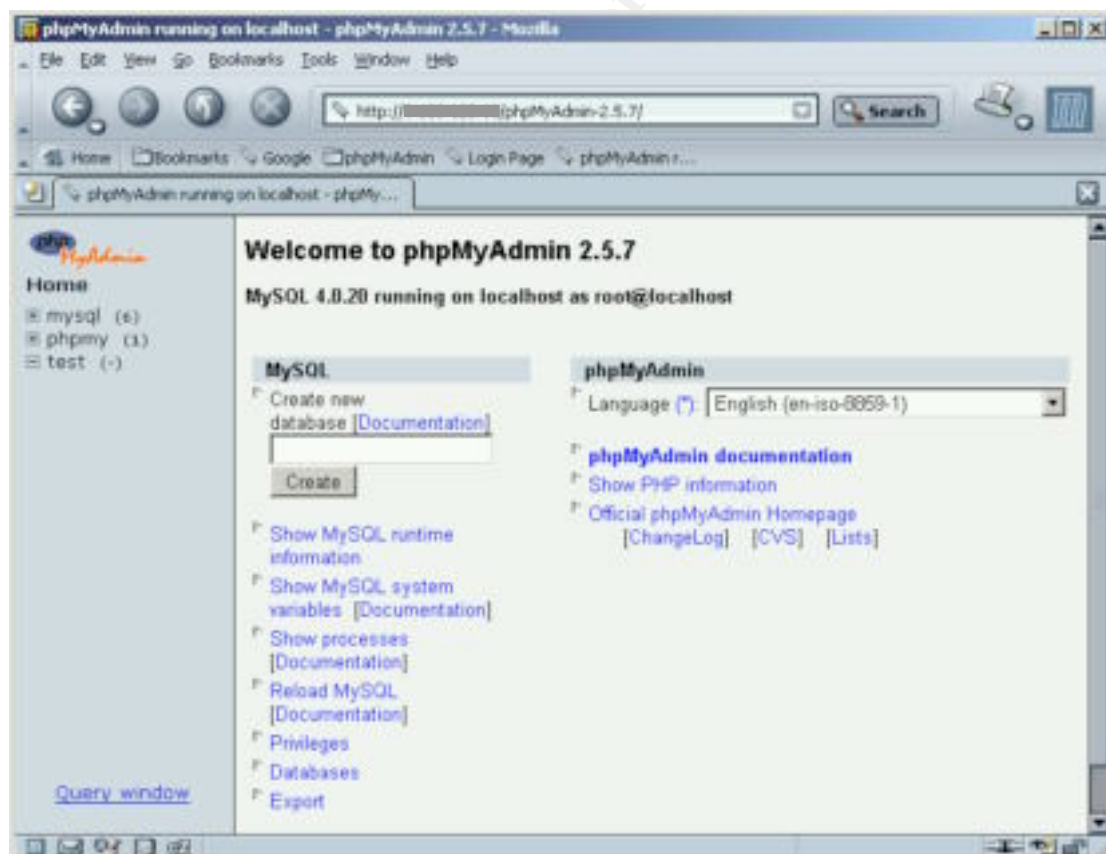 phpMyAdmin running on localhost - phpMyAdmin 2.5.7 - Mozilla
File Edit View Go Bookmarks Tools Window Help
http:// /phpMyAdmin-2.5.7/
Search
Home Bookmarks Google phpMyAdmin Login Page phpMyAdmin r...
phpMyAdmin running on localhost - phpMy...
php
MyAdmin
Home
mysql (6)
phpmy (1)
test (-)
Query window
Welcome to phpMyAdmin 2.5.7
MySQL 4.0.20 running on localhost as root@localhost
MySQL
Create new
database [Documentation]
Create
Show MySQL runtime
information
Show MySQL system
variables [Documentation]
Show processes
[Documentation]
Reload MySQL
[Documentation]
Privileges
Databases
Export
phpMyAdmin
Language (*): English (en-iso-8859-1)
phpMyAdmin documentation
Show PHP information
Official phpMyAdmin Homepage
[ChangeLog] [CVS] [Lists]